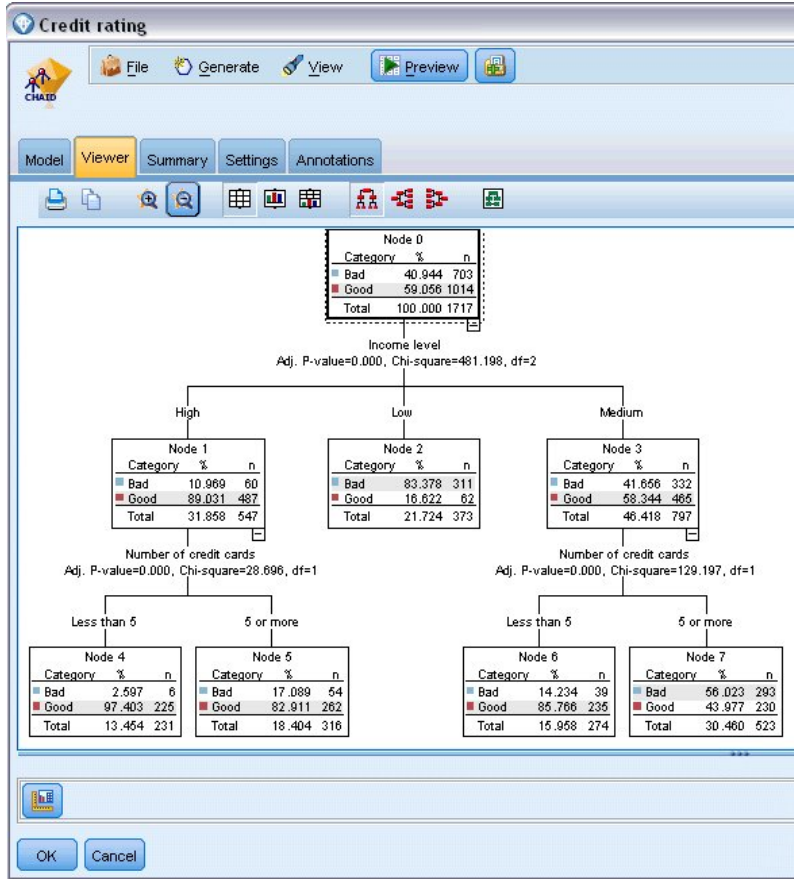 Credit rating
CHAID
File Generate View Preview
Model Viewer Summary Settings Annotations
Node 0
Category % n
Bad 40.944 703
Good 59.056 1014
Total 100.000 1717
Income level
Adj. P-value=0.000, Chi-square=481.198, df=2
High Low Medium
Node 1
Category % n
Bad 10.969 60
Good 89.031 487
Total 31.858 547
Node 2
Category % n
Bad 83.378 311
Good 16.622 62
Total 21.724 373
Node 3
Category % n
Bad 41.656 332
Good 58.344 465
Total 46.418 797
Number of credit cards
Adj. P-value=0.000, Chi-square=28.696, df=1
Number of credit cards
Adj. P-value=0.000, Chi-square=129.197, df=1
Less than 5 5 or more
Less than 5 5 or more
Node 4
Category % n
Bad 2.597 6
Good 97.403 225
Total 13.454 231
Node 5
Category % n
Bad 17.089 54
Good 82.911 262
Total 18.404 316
Node 6
Category % n
Bad 14.234 39
Good 85.766 235
Total 15.958 274
Node 7
Category % n
Bad 56.023 293
Good 43.977 230
Total 30.460 523
OK Cancel